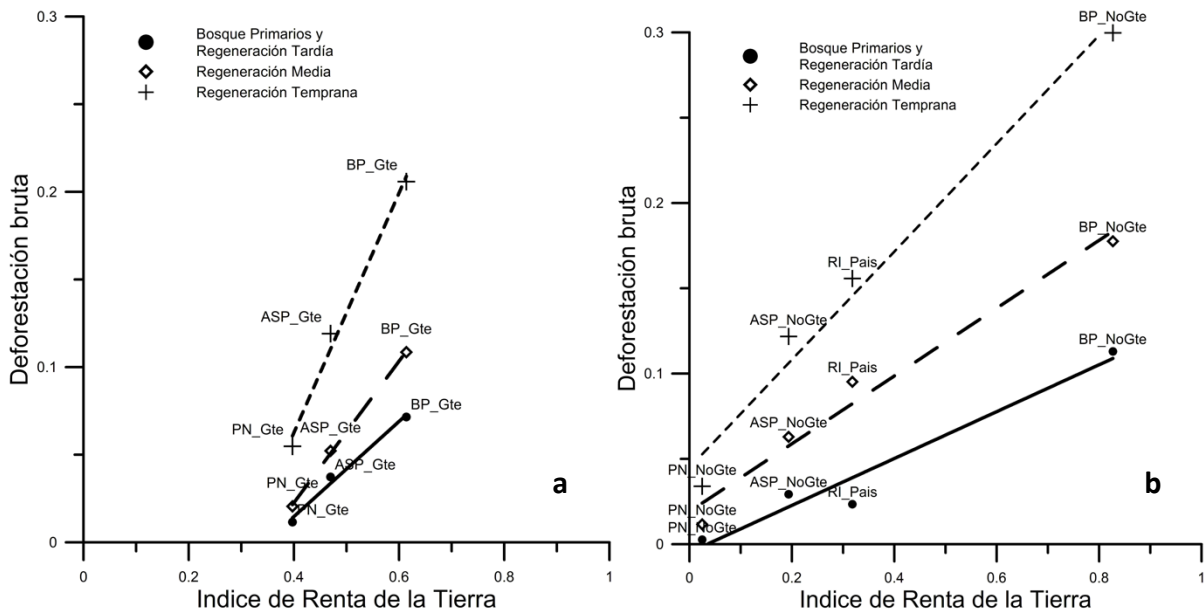 0.3
Bosque Primarios y
Regeneración Tardía
Regeneración Media
Regeneración Temprana
BP_Gte
0.2
Deforestación bruta
ASP_Gte
BP_Gte
0.1
PN_Gte
ASP_Gte
BP_Gte
ASP_Gte
PN_Gte
PN_Gte
a
0
0 0.2 0.4 0.6 0.8 1
Indice de Renta de la Tierra
BP_NoGte
0.3
Bosque Primarios y
Regeneración Tardía
Regeneración Media
Regeneración Temprana
BP_NoGte
0.2
Deforestación bruta
RI_Pais
ASP_NoGte
BP_NoGte
RI_Pais
0.1
ASP_NoGte
PN_NoGte
ASP_NoGte
RI_Pais
PN_NoGte
PN_NoGte
b
0
0 0.2 0.4 0.6 0.8 1
Indice de Renta de la Tierra